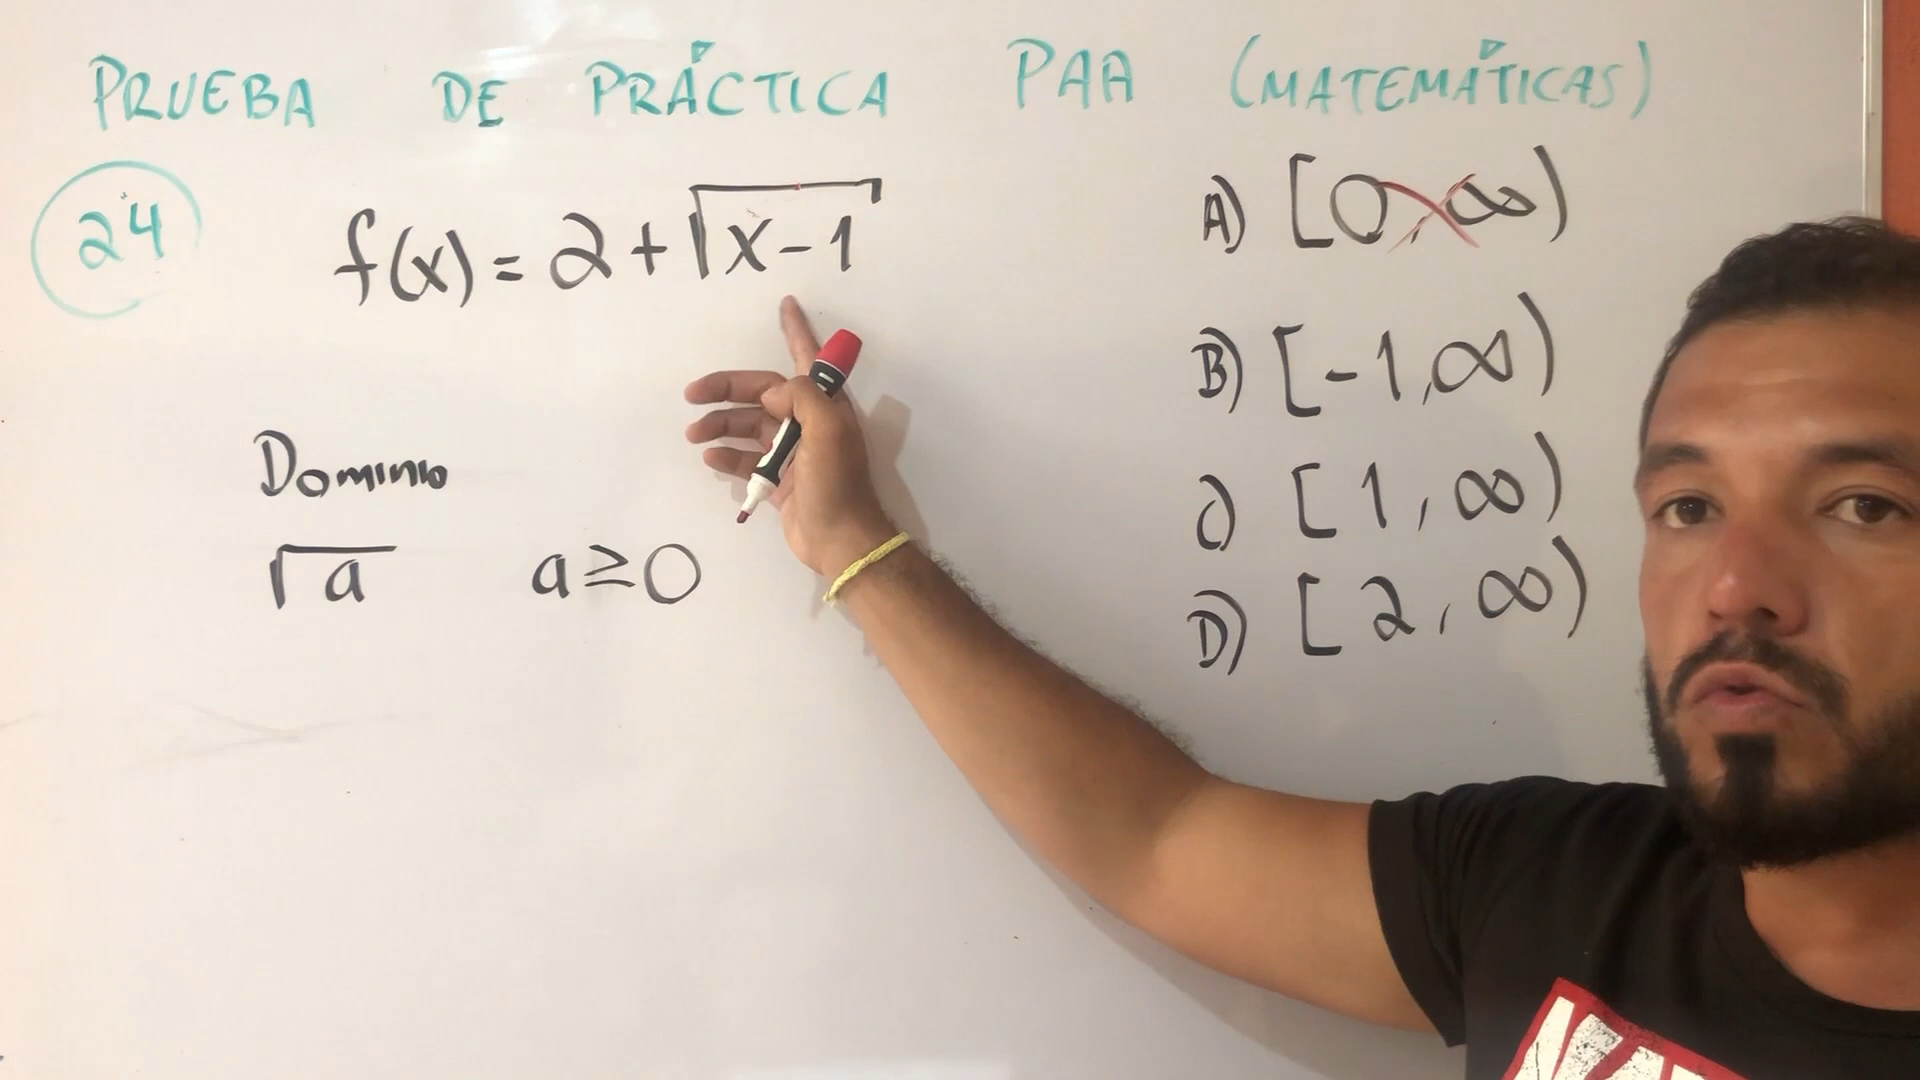 PRUEBA DE PRÁCTICA PAA (MATEMÁTICAS)
24
f(x) = 2 + √x-1
A) [0,∞)
B) [-1,∞)
C) [1,∞)
D) [2,∞)
Dominio
√a a≥0